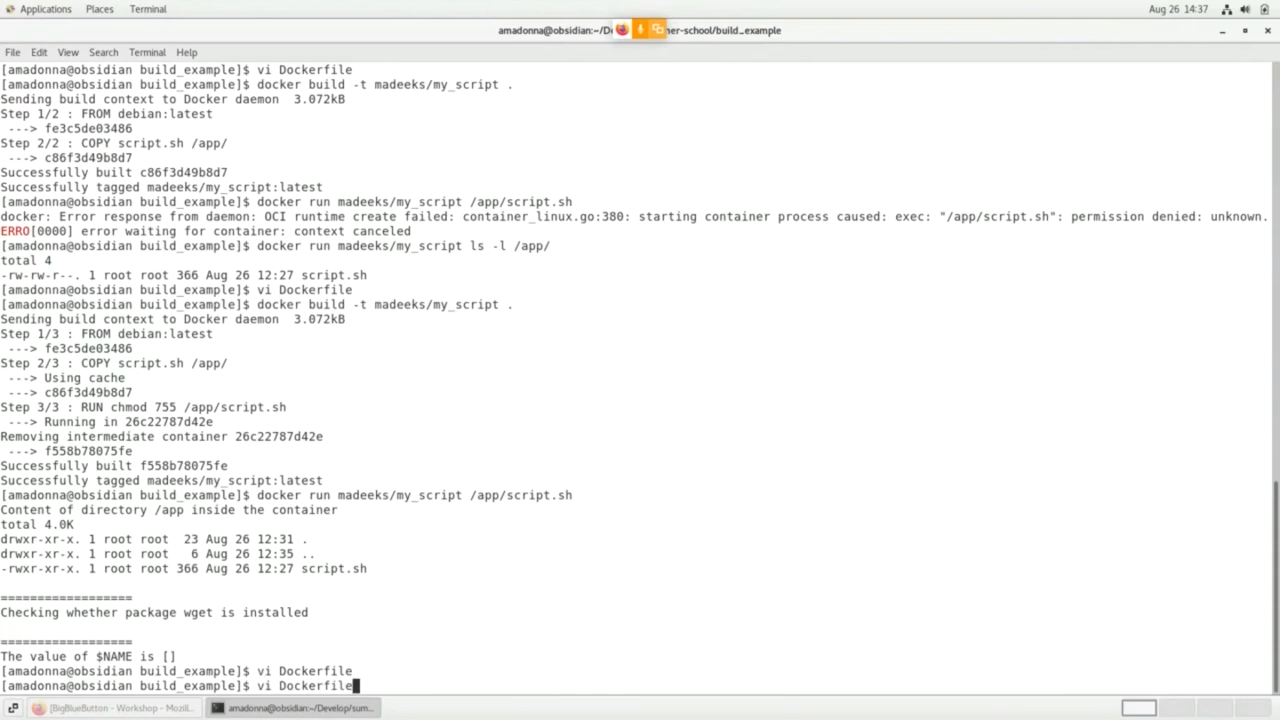 Applications Places Terminal Aug 26 14:37
amadonna@obsidian:~/De ner-school/build_example
File Edit View Search Terminal Help
[amadonna@obsidian build_example]$ vi Dockerfile
[amadonna@obsidian build_example]$ docker build -t madeeks/my_script .
Sending build context to Docker daemon  3.072kB
Step 1/2 : FROM debian:latest
 ---> fe3c5de03486
Step 2/2 : COPY script.sh /app/
 ---> c86f3d49b8d7
Successfully built c86f3d49b8d7
Successfully tagged madeeks/my_script:latest
[amadonna@obsidian build_example]$ docker run madeeks/my_script /app/script.sh
docker: Error response from daemon: OCI runtime create failed: container_linux.go:380: starting container process caused: exec: "/app/script.sh": permission denied: unknown.
ERRO[0000] error waiting for container: context canceled
[amadonna@obsidian build_example]$ docker run madeeks/my_script ls -l /app/
total 4
-rw-rw-r--. 1 root root 366 Aug 26 12:27 script.sh
[amadonna@obsidian build_example]$ vi Dockerfile
[amadonna@obsidian build_example]$ docker build -t madeeks/my_script .
Sending build context to Docker daemon  3.072kB
Step 1/3 : FROM debian:latest
 ---> fe3c5de03486
Step 2/3 : COPY script.sh /app/
 ---> Using cache
 ---> c86f3d49b8d7
Step 3/3 : RUN chmod 755 /app/script.sh
 ---> Running in 26c22787d42e
Removing intermediate container 26c22787d42e
 ---> f558b78075fe
Successfully built f558b78075fe
Successfully tagged madeeks/my_script:latest
[amadonna@obsidian build_example]$ docker run madeeks/my_script /app/script.sh
Content of directory /app inside the container
total 4.0K
drwxr-xr-x. 1 root root  23 Aug 26 12:31 .
drwxr-xr-x. 1 root root   6 Aug 26 12:35 ..
-rwxr-xr-x. 1 root root 366 Aug 26 12:27 script.sh
==================
Checking whether package wget is installed
==================
The value of $NAME is []
[amadonna@obsidian build_example]$ vi Dockerfile
[amadonna@obsidian build_example]$ vi Dockerfile
[BigBlueButton - Workshop - Mozill... amadonna@obsidian:~/Develop/sum...